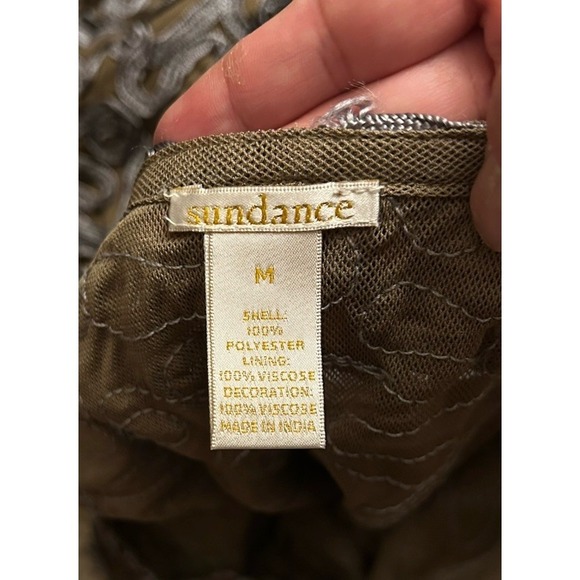 sundance
M
SHELL:
100%
POLYESTER
LINING:
100% VISCOSE
DECORATION:
100% VISCOSE
MADE IN INDIA